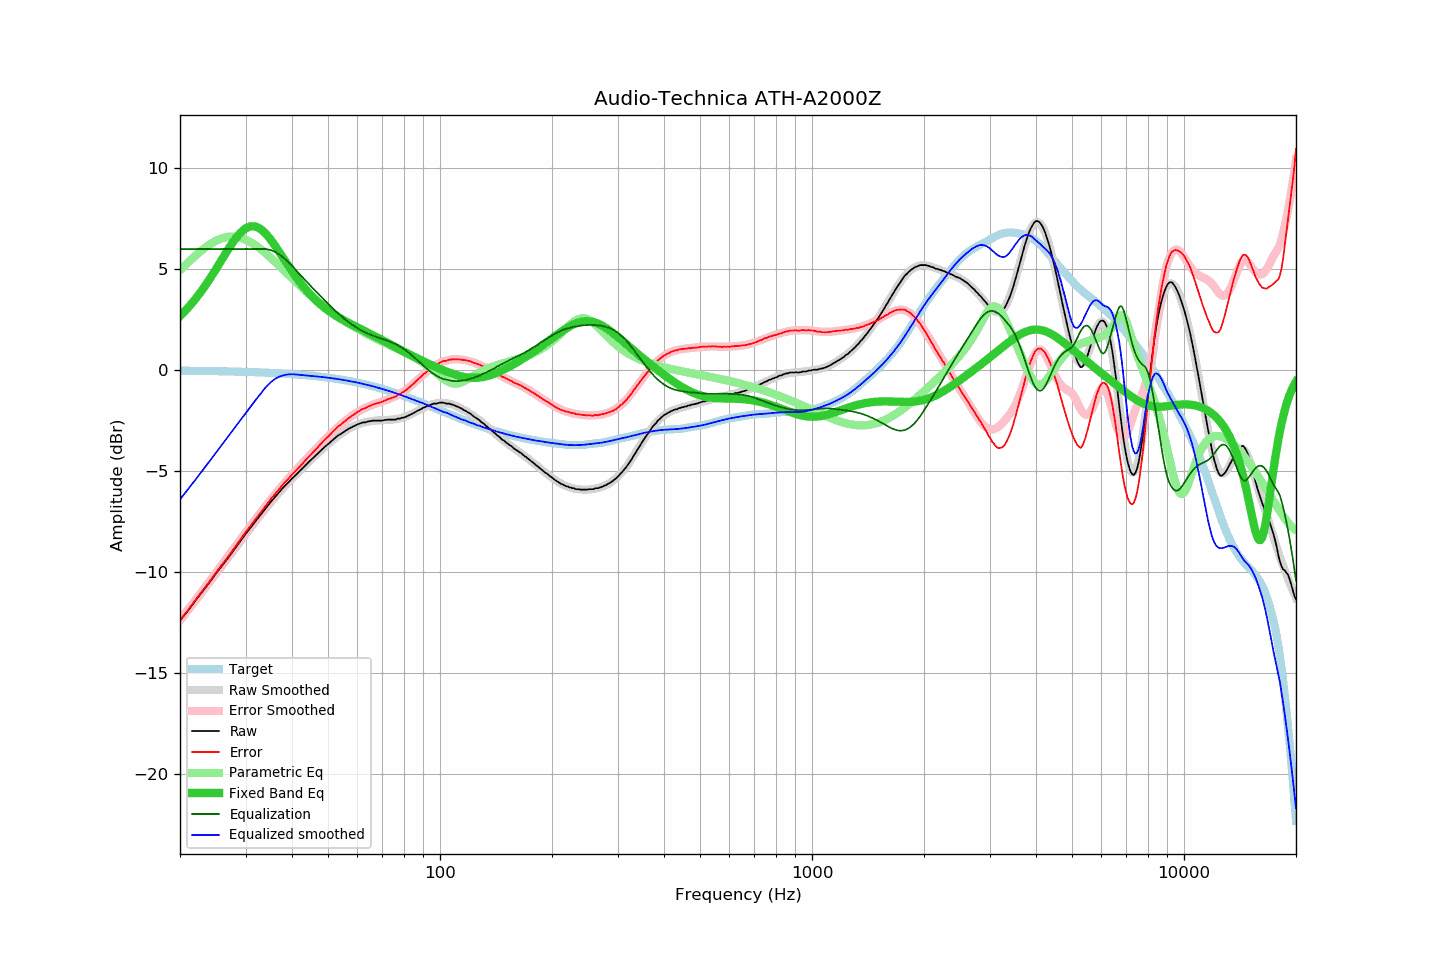 Audio-Technica ATH-A2000Z
Amplitude (dBr)
10
5
0
−5
−10
−15
−20
Target
Raw Smoothed
Error Smoothed
Raw
Error
Parametric Eq
Fixed Band Eq
Equalization
Equalized smoothed
100 1000 10000
Frequency (Hz)